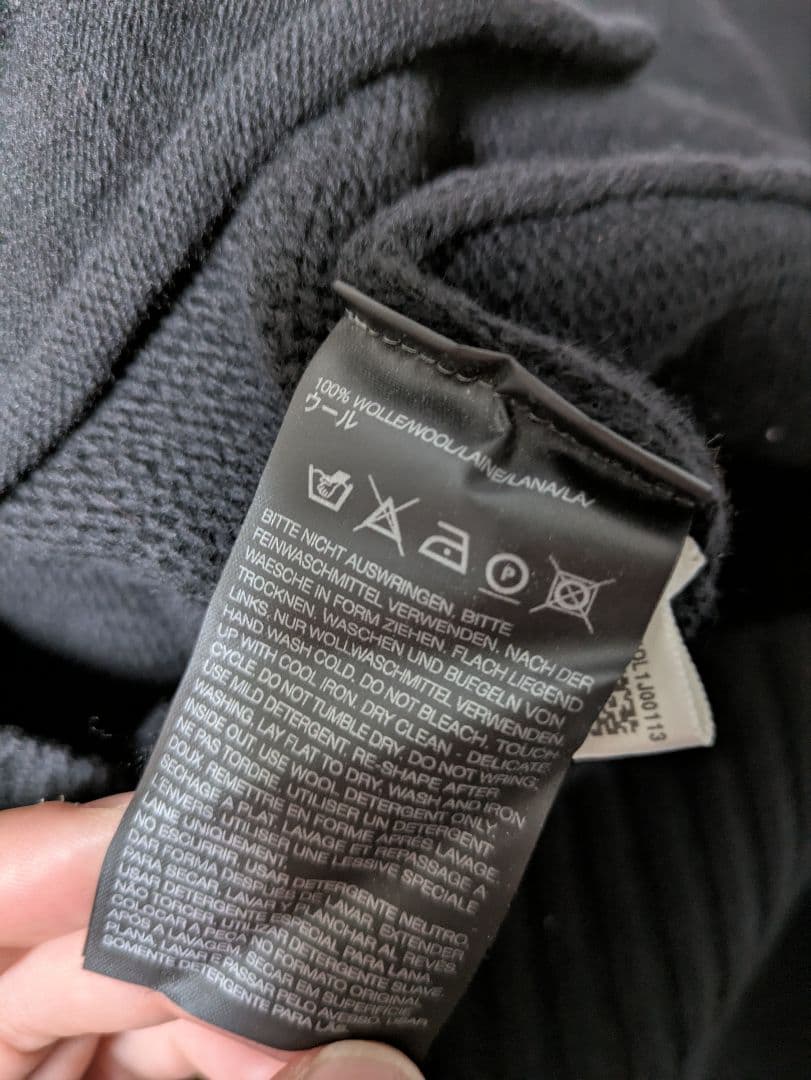 100% WOLLE/WOOL/LAINE/LANA/LÃ/
ウール
P
BITTE NICHT AUSWRINGEN. BITTE
FEINWASCHMITTEL VERWENDEN. NACH DER
WAESCHE IN FORM ZIEHEN. FLACH LIEGEND
TROCKNEN. WASCHEN UND BUEGELN VON
LINKS. NUR WOLLWASCHMITTEL VERWENDEN.
HAND WASH COLD. DO NOT BLEACH. TOUCH
UP WITH COOL IRON. DRY CLEAN - DELICATE
CYCLE. DO NOT TUMBLE DRY. DO NOT WRING.
USE MILD DETERGENT. RE-SHAPE AFTER
WASHING. LAY FLAT TO DRY. WASH AND IRON
INSIDE OUT. USE WOOL DETERGENT ONLY.
NE PAS TORDRE. UTILISER UN DETERGENT
DOUX. REMETTRE EN FORME APRÈS LAVAGE.
SECHAGE A PLAT. LAVAGE ET REPASSAGE A
L'ENVERS. UTILISER UNE LESSIVE SPECIALE
LAINE UNIQUEMENT.
NO ESCURRIR. USAR DETERGENTE NEUTRO.
DAR FORMA DESPUÉS DE LAVAR. EXTENDER
PARA SECAR. LAVAR Y PLANCHAR AL REVÉS.
USAR DETERGENTE ESPECIAL PARA LANA
NÃO TORCER. UTILIZAR DETERGENTE SUAVE.
COLOCAR A PEÇA NO FORMATO ORIGINAL
APÓS A LAVAGEM. SECAR EM SUPERFÍCIE
PLANA. LAVAR E PASSAR PELO AVESSO. USAR
SOMENTE DETERGENTE PARA LÃS.
QL1J00113